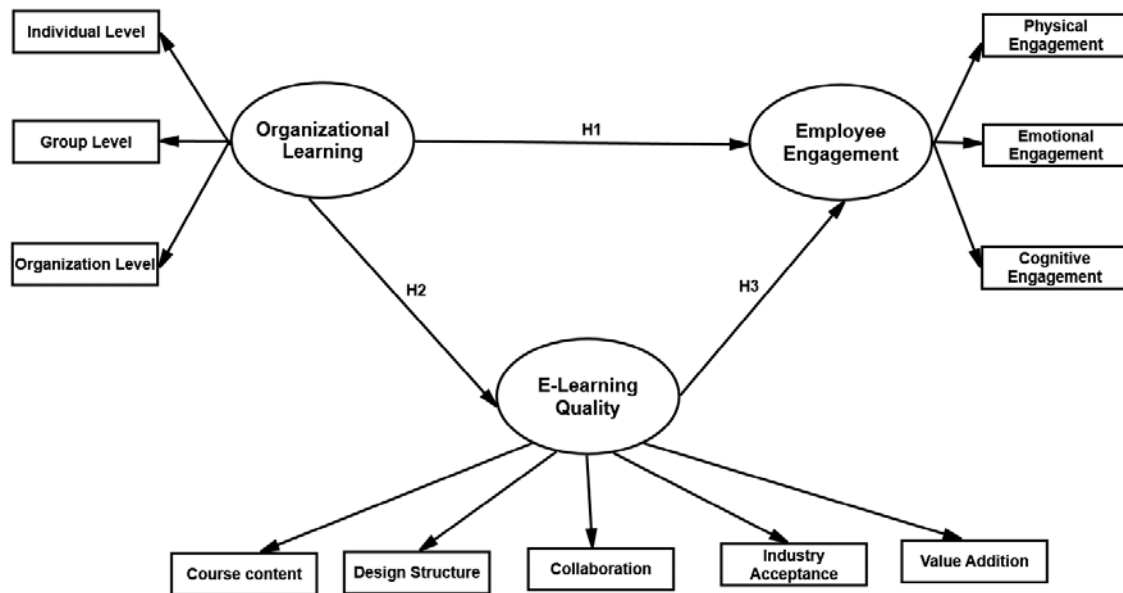 Individual Level
Physical
Engagement
Organizational
Learning
H1
Employee
Engagement
Group Level
Emotional
Engagement
Organization Level
Cognitive
Engagement
H2
H3
E-Learning
Quality
Course content
Design Structure
Collaboration
Industry
Acceptance
Value Addition